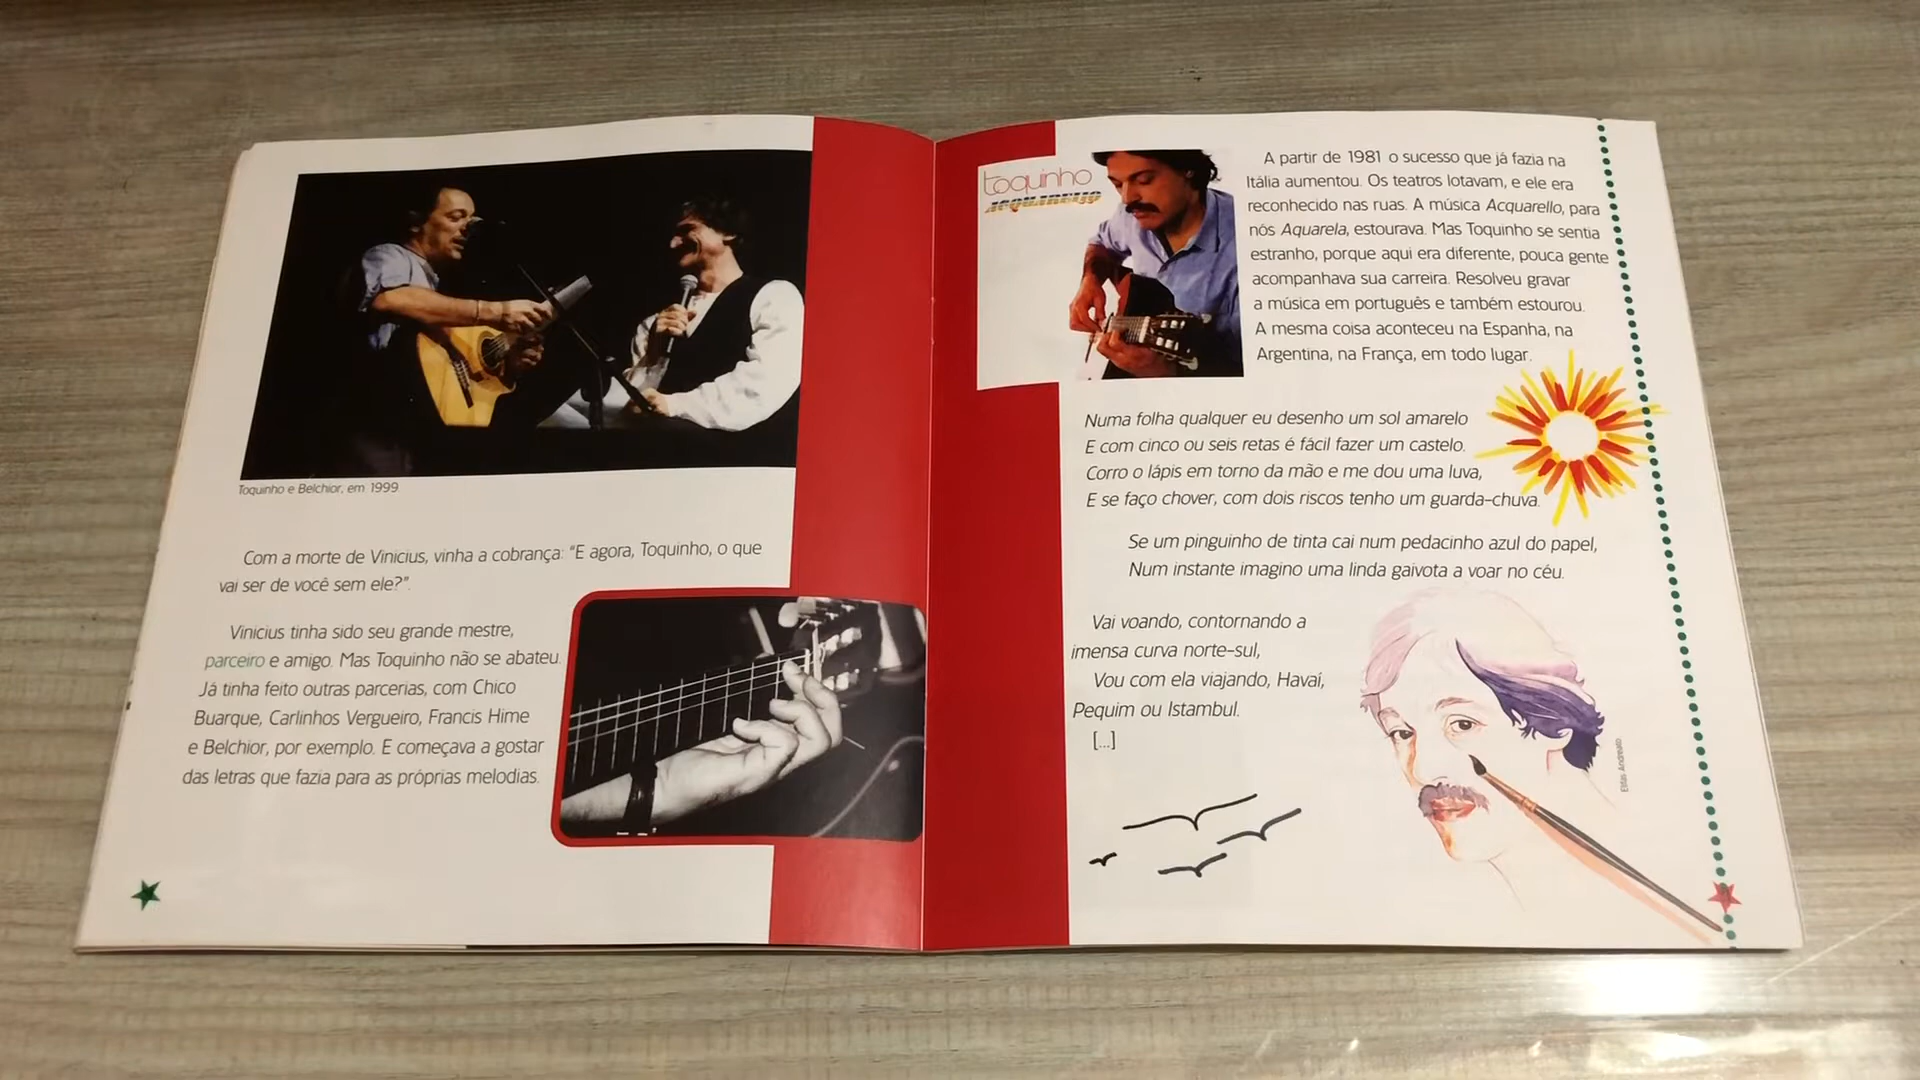 Toquinho e Belchior, em 1999.
Com a morte de Vinicius, vinha a cobrança: "E agora, Toquinho, o que
vai ser de você sem ele?".
Vinicius tinha sido seu grande mestre,
parceiro e amigo. Mas Toquinho não se abateu.
Já tinha feito outras parcerias, com Chico
Buarque, Carlinhos Vergueiro, Francis Hime
e Belchior, por exemplo. E começava a gostar
das letras que fazia para as próprias melodias.
toquinho
ACQUARELLO
A partir de 1981 o sucesso que já fazia na
Itália aumentou. Os teatros lotavam, e ele era
reconhecido nas ruas. A música Acquarello, para
nós Aquarela, estourava. Mas Toquinho se sentia
estranho, porque aqui era diferente, pouca gente
acompanhava sua carreira. Resolveu gravar
a música em português e também estourou.
A mesma coisa aconteceu na Espanha, na
Argentina, na França, em todo lugar.
Numa folha qualquer eu desenho um sol amarelo
E com cinco ou seis retas é fácil fazer um castelo.
Corro o lápis em torno da mão e me dou uma luva,
E se faço chover, com dois riscos tenho um guarda-chuva.
Se um pinguinho de tinta cai num pedacinho azul do papel,
Num instante imagino uma linda gaivota a voar no céu.
Vai voando, contornando a
imensa curva norte-sul,
Vou com ela viajando, Havaí,
Pequim ou Istambul.
[...]
Elifas Andreato